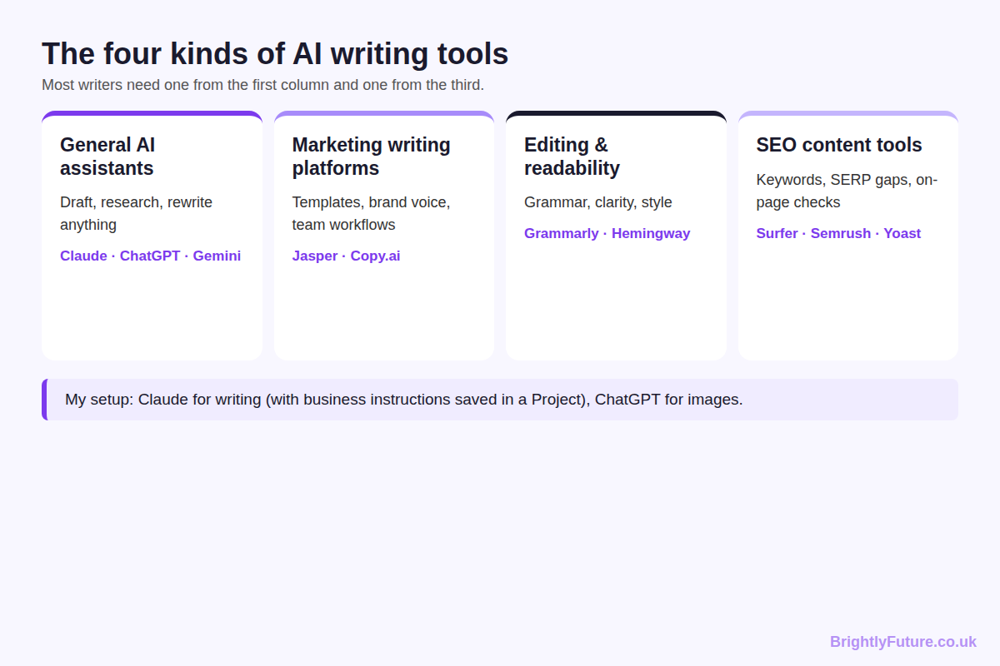 The four kinds of AI writing tools
Most writers need one from the first column and one from the third.
General AI
assistants
Draft, research, rewrite
anything
Claude · ChatGPT · Gemini
Marketing writing
platforms
Templates, brand voice,
team workflows
Jasper · Copy.ai
Editing &
readability
Grammar, clarity, style
Grammarly · Hemingway
SEO content tools
Keywords, SERP gaps, on-
page checks
Surfer · Semrush · Yoast
My setup: Claude for writing (with business instructions saved in a Project), ChatGPT for images.
BrightlyFuture.co.uk